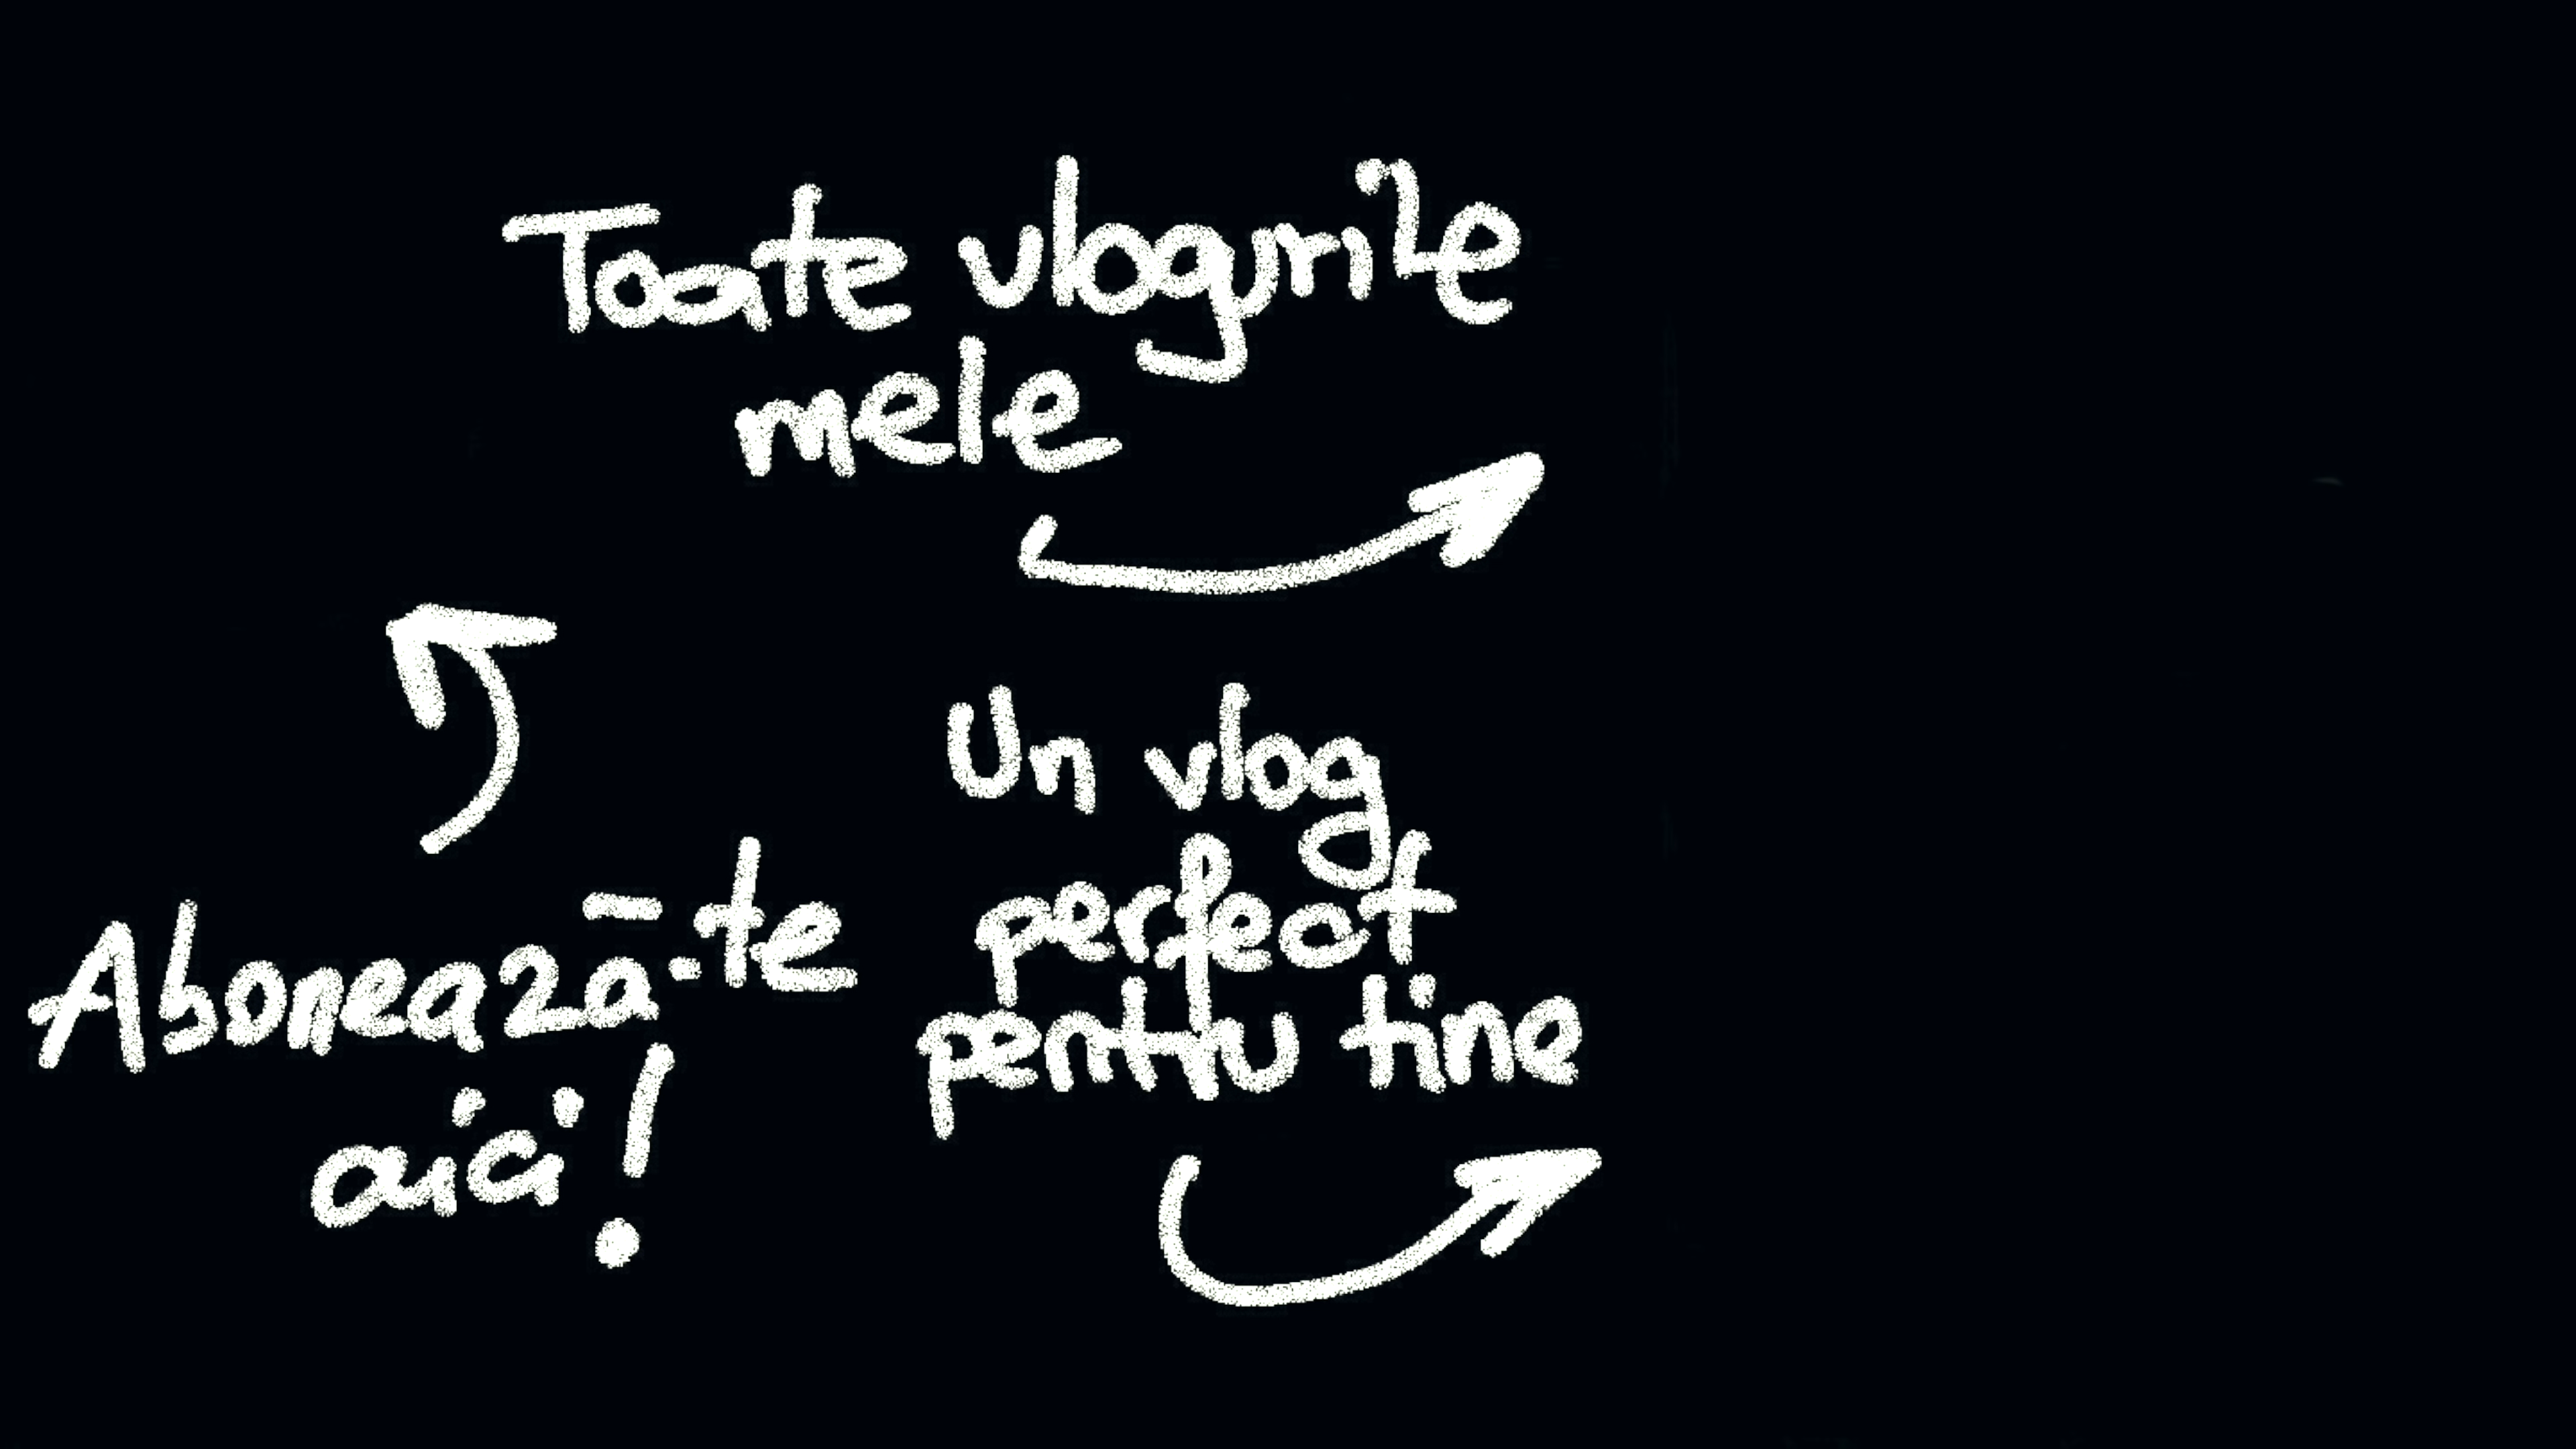 Toate vlogurile
mele
Un vlog
perfect
pentru tine
Abonează-te
aici!